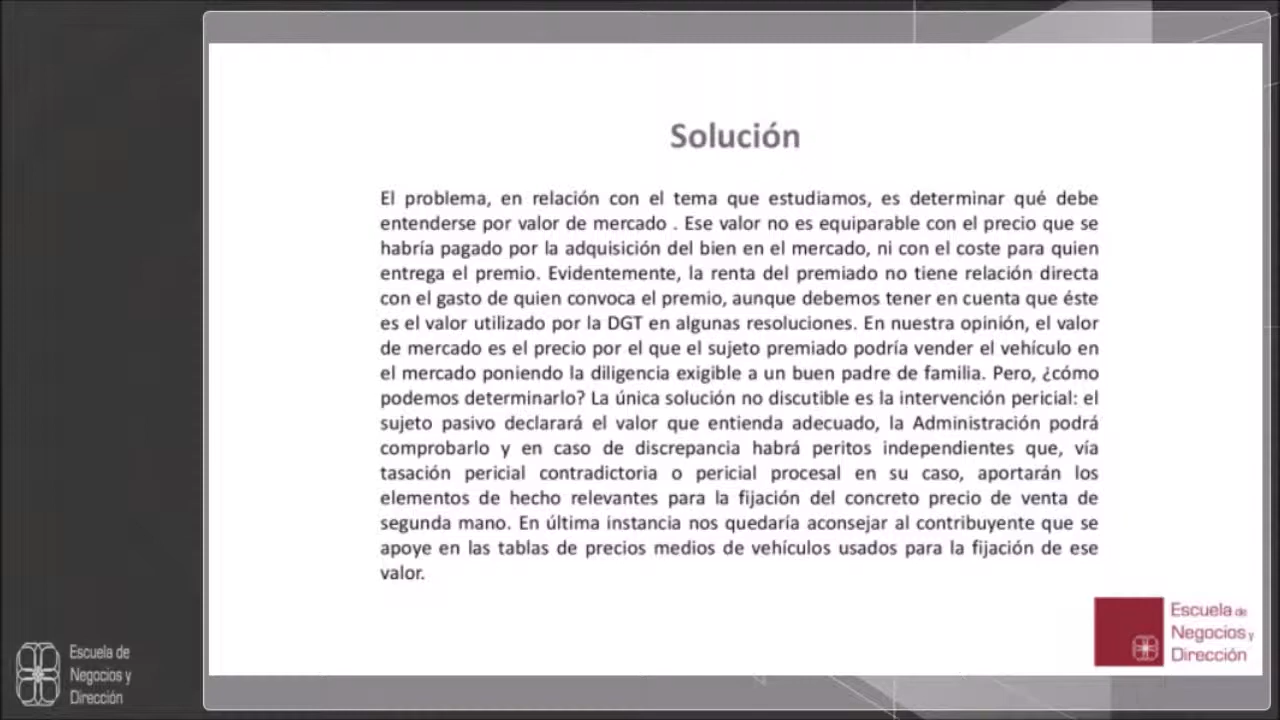 Solución
El problema, en relación con el tema que estudiamos, es determinar qué debe
entenderse por valor de mercado . Ese valor no es equiparable con el precio que se
habría pagado por la adquisición del bien en el mercado, ni con el coste para quien
entrega el premio. Evidentemente, la renta del premiado no tiene relación directa
con el gasto de quien convoca el premio, aunque debemos tener en cuenta que éste
es el valor utilizado por la DGT en algunas resoluciones. En nuestra opinión, el valor
de mercado es el precio por el que el sujeto premiado podría vender el vehículo en
el mercado poniendo la diligencia exigible a un buen padre de familia. Pero, ¿cómo
podemos determinarlo? La única solución no discutible es la intervención pericial: el
sujeto pasivo declarará el valor que entienda adecuado, la Administración podrá
comprobarlo y en caso de discrepancia habrá peritos independientes que, vía
tasación pericial contradictoria o pericial procesal en su caso, aportarán los
elementos de hecho relevantes para la fijación del concreto precio de venta de
segunda mano. En última instancia nos quedaría aconsejar al contribuyente que se
apoye en las tablas de precios medios de vehículos usados para la fijación de ese
valor.
Escuela de
Negocios y
Dirección
Escuela de
Negocios y
Dirección